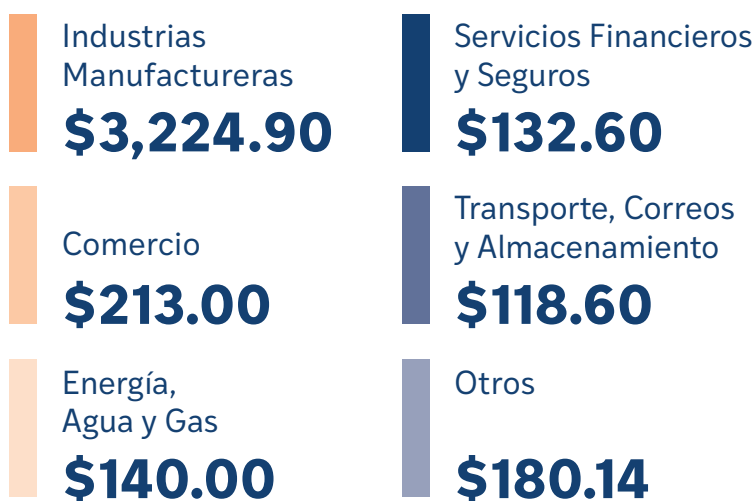 Industrias
Manufactureras
$3,224.90
Servicios Financieros
y Seguros
$132.60
Comercio
$213.00
Transporte, Correos
y Almacenamiento
$118.60
Energía,
Agua y Gas
$140.00
Otros
$180.14